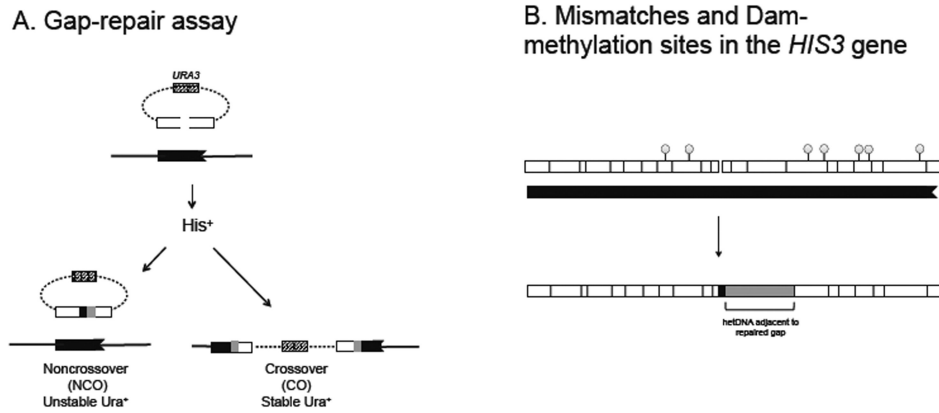 A. Gap-repair assay
URA3
His+
Noncrossover
(NCO)
Unstable Ura+
Crossover
(CO)
Stable Ura+
B. Mismatches and Dam-
methylation sites in the HIS3 gene
hetDNA adjacent to
repaired gap